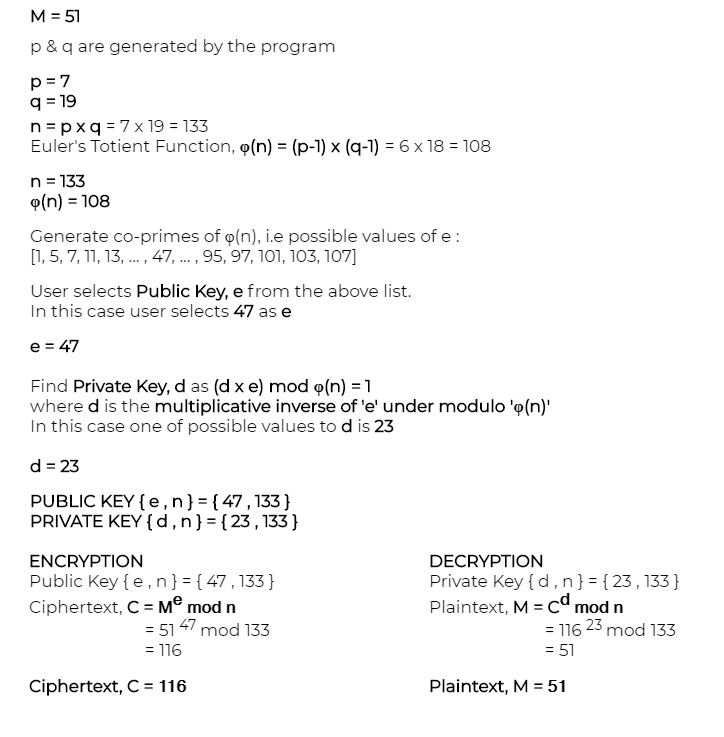 M = 51
p & q are generated by the program
p = 7
q = 19
n = p x q = 7 x 19 = 133
Euler's Totient Function, φ(n) = (p-1) x (q-1) = 6 x 18 = 108
n = 133
φ(n) = 108
Generate co-primes of φ(n), i.e possible values of e :
[1, 5, 7, 11, 13, ... , 47, ... , 95, 97, 101, 103, 107]
User selects Public Key, e from the above list.
In this case user selects 47 as e
e = 47
Find Private Key, d as (d x e) mod φ(n) = 1
where d is the multiplicative inverse of 'e' under modulo 'φ(n)'
In this case one of possible values to d is 23
d = 23
PUBLIC KEY { e , n } = { 47 , 133 }
PRIVATE KEY { d , n } = { 23 , 133 }
ENCRYPTION
Public Key { e , n } = { 47 , 133 }
Ciphertext, C = M^e mod n
= 51 ^47 mod 133
= 116
Ciphertext, C = 116
DECRYPTION
Private Key { d , n } = { 23 , 133 }
Plaintext, M = C^d mod n
= 116 ^23 mod 133
= 51
Plaintext, M = 51